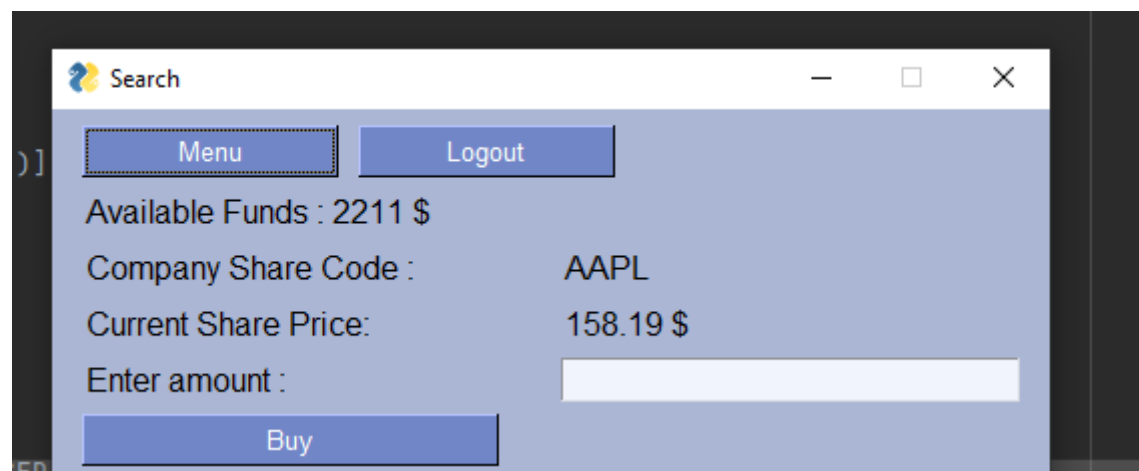 Search
Menu Logout
)]
Available Funds : 2211 $
Company Share Code : AAPL
Current Share Price: 158.19 $
Enter amount :
Buy